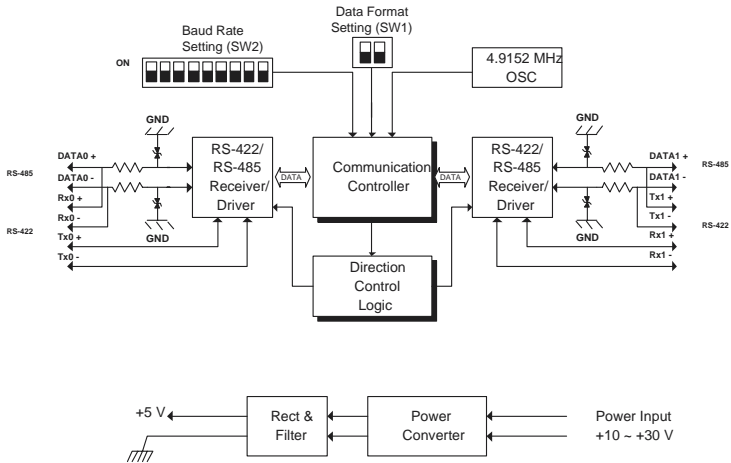 Data Format
Setting (SW1)
Baud Rate
Setting (SW2)
ON
4.9152 MHz
OSC
GND
GND
DATA0 +
RS-485
DATA0 -
Rx0 +
Rx0 -
RS-422
Tx0 +
Tx0 -
GND
RS-422/
RS-485
Receiver/
Driver
DATA
Communication
Controller
DATA
RS-422/
RS-485
Receiver/
Driver
GND
DATA1 +
RS-485
DATA1 -
Tx1 +
Tx1 -
RS-422
Rx1 +
Rx1 -
Direction
Control
Logic
+5 V
Rect &
Filter
Power
Converter
Power Input
+10 ~ +30 V